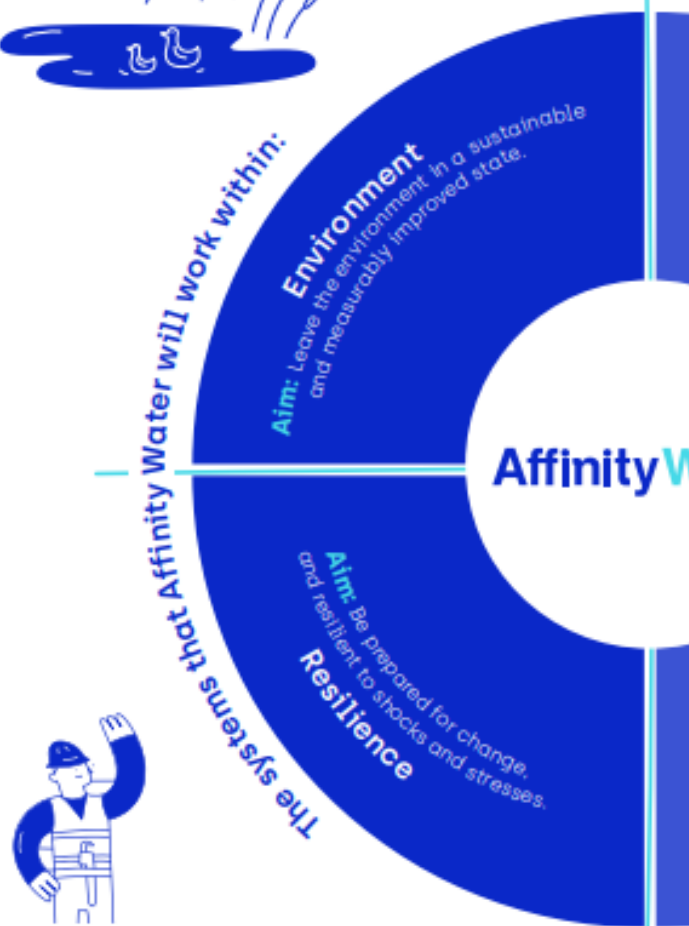 The systems that Affinity Water will work within:
Environment
Aim: Leave the environment in a sustainable
and measurably improved state.
Affinity W
Aim: Be prepared for change,
and resilient to shocks and stresses.
Resilience